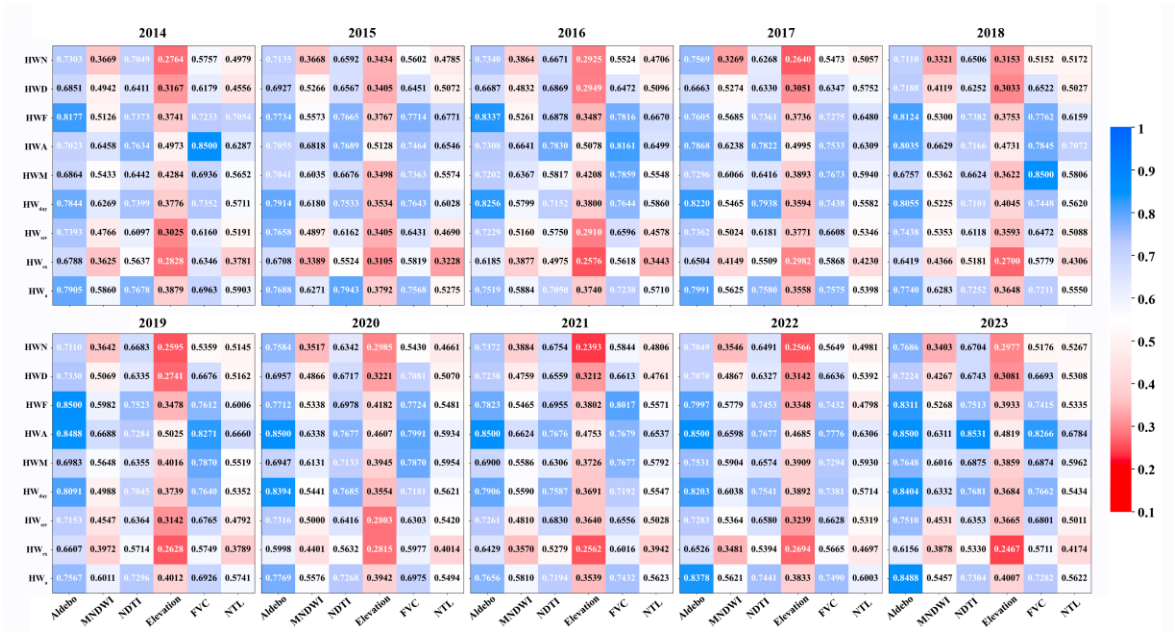 2014 2015 2016 2017 2018
HWN 0.7303 0.3669 0.7049 0.2764 0.5757 0.4979 0.7135 0.3668 0.6592 0.3434 0.5602 0.4785 0.7340 0.3864 0.6671 0.2925 0.5524 0.4706 0.7569 0.3269 0.6268 0.2640 0.5473 0.5057 0.7110 0.3321 0.6506 0.3153 0.5152 0.5172
HWD 0.6851 0.4942 0.6411 0.3167 0.6179 0.4556 0.6927 0.5266 0.6567 0.3405 0.6451 0.5072 0.6687 0.4832 0.6869 0.2949 0.6472 0.5096 0.6663 0.5274 0.6330 0.3051 0.6347 0.5752 0.7188 0.4119 0.6252 0.3033 0.6522 0.5027
HWF 0.8177 0.5126 0.7373 0.3741 0.7233 0.7054 0.7734 0.5573 0.7665 0.3767 0.7714 0.6771 0.8337 0.5261 0.6878 0.3487 0.7816 0.6670 0.7605 0.5685 0.7361 0.3736 0.7275 0.6480 0.8124 0.5300 0.7382 0.3753 0.7762 0.6159
HWA 0.7023 0.6458 0.7634 0.4973 0.8500 0.6287 0.7055 0.6818 0.7689 0.5128 0.7464 0.6546 0.7308 0.6641 0.7830 0.5078 0.8161 0.6499 0.7868 0.6238 0.7822 0.4995 0.7533 0.6309 0.8035 0.6629 0.7166 0.4731 0.7845 0.7072
HWM 0.6864 0.5433 0.6442 0.4284 0.6936 0.5652 0.7041 0.6035 0.6676 0.3498 0.7363 0.5574 0.7202 0.6367 0.5817 0.4208 0.7859 0.5548 0.7296 0.6066 0.6416 0.3893 0.7673 0.5940 0.6757 0.5362 0.6624 0.3622 0.8500 0.5806
HWday 0.7844 0.6269 0.7399 0.3776 0.7352 0.5711 0.7914 0.6180 0.7533 0.3534 0.7643 0.6028 0.8256 0.5799 0.7152 0.3800 0.7644 0.5860 0.8220 0.5465 0.7938 0.3594 0.7438 0.5582 0.8055 0.5225 0.7101 0.4045 0.7448 0.5620
0.7393 0.4766 0.6097 0.3025 0.6160 0.5191 0.7658 0.4897 0.6162 0.3405 0.6431 0.4690 0.7229 0.5160 0.5750 0.2910 0.6596 0.4578 0.7362 0.5024 0.6181 0.3771 0.6608 0.5346 0.7438 0.5353 0.6118 0.3593 0.6472 0.5088
0.6788 0.3625 0.5637 0.2828 0.6346 0.3781 0.6708 0.3389 0.5524 0.3105 0.5819 0.3228 0.6185 0.3877 0.4975 0.2576 0.5618 0.3443 0.6504 0.4149 0.5509 0.2982 0.5868 0.4230 0.6419 0.4366 0.5181 0.2700 0.5779 0.4306
0.7905 0.5860 0.7678 0.3879 0.6963 0.5903 0.7688 0.6271 0.7943 0.3792 0.7568 0.5275 0.7519 0.5884 0.7050 0.3740 0.7238 0.5710 0.7991 0.5625 0.7580 0.3558 0.7575 0.5398 0.7740 0.6283 0.7252 0.3648 0.7211 0.5550
2019 2020 2021 2022 2023
HWN 0.7110 0.3642 0.6683 0.2595 0.5359 0.5145 0.7584 0.3517 0.6342 0.2985 0.5430 0.4661 0.7372 0.3884 0.6754 0.2393 0.5844 0.4806 0.7049 0.3546 0.6491 0.2566 0.5649 0.4981 0.7686 0.3403 0.6704 0.2977 0.5176 0.5267
HWD 0.7330 0.5069 0.6335 0.2741 0.6676 0.5162 0.6957 0.4866 0.6717 0.3221 0.7081 0.5070 0.7238 0.4759 0.6559 0.3212 0.6613 0.4761 0.7070 0.4867 0.6327 0.3142 0.6636 0.5392 0.7224 0.4267 0.6743 0.3081 0.6693 0.5308
HWF 0.8500 0.5982 0.7523 0.3478 0.7612 0.6006 0.7712 0.5338 0.6978 0.4182 0.7724 0.5481 0.7823 0.5465 0.6955 0.3802 0.8017 0.5571 0.7997 0.5779 0.7453 0.3348 0.7432 0.4798 0.8311 0.5268 0.7513 0.3933 0.7415 0.5335
HWA 0.8488 0.6688 0.7284 0.5025 0.8271 0.6660 0.8500 0.6338 0.7677 0.4607 0.7991 0.5934 0.8500 0.6624 0.7676 0.4753 0.7679 0.6537 0.8500 0.6598 0.7677 0.4685 0.7776 0.6306 0.8500 0.6311 0.8531 0.4819 0.8266 0.6784
HWM 0.6983 0.5648 0.6355 0.4016 0.7870 0.5519 0.6947 0.6131 0.7133 0.3945 0.7870 0.5954 0.6900 0.5586 0.6306 0.3726 0.7677 0.5792 0.7531 0.5904 0.6574 0.3909 0.7294 0.5930 0.7648 0.6016 0.6875 0.3859 0.6874 0.5962
HWday 0.8091 0.4988 0.7045 0.3739 0.7640 0.5352 0.8394 0.5441 0.7685 0.3554 0.7181 0.5621 0.7906 0.5590 0.7587 0.3691 0.7192 0.5547 0.8203 0.6038 0.7541 0.3892 0.7381 0.5714 0.8404 0.6332 0.7681 0.3684 0.7662 0.5434
0.7153 0.4547 0.6364 0.3142 0.6765 0.4792 0.7316 0.5000 0.6416 0.2803 0.6303 0.5420 0.7261 0.4810 0.6830 0.3640 0.6556 0.5028 0.7283 0.5364 0.6580 0.3239 0.6628 0.5319 0.7510 0.4531 0.6353 0.3665 0.6801 0.5011
0.6607 0.3972 0.5714 0.2628 0.5749 0.3789 0.5998 0.4401 0.5632 0.2815 0.5977 0.4014 0.6429 0.3570 0.5279 0.2562 0.6016 0.3942 0.6526 0.3481 0.5394 0.2694 0.5665 0.4697 0.6156 0.3878 0.5330 0.2467 0.5711 0.4174
0.7567 0.6011 0.7296 0.4012 0.6926 0.5741 0.7769 0.5576 0.7268 0.3942 0.6975 0.5494 0.7656 0.5810 0.7194 0.3539 0.7432 0.5623 0.8378 0.5621 0.7441 0.3833 0.7490 0.6003 0.8488 0.5457 0.7304 0.4007 0.7282 0.5622
Aldebo MNDWI NDTI Elevation FVC NTL Aldebo MNDWI NDTI Elevation FVC NTL Aldebo MNDWI NDTI Elevation FVC NTL Aldebo MNDWI NDTI Elevation FVC NTL Aldebo MNDWI NDTI Elevation FVC NTL
1
0.9
0.8
0.7
0.6
0.5
0.4
0.3
0.2
0.1